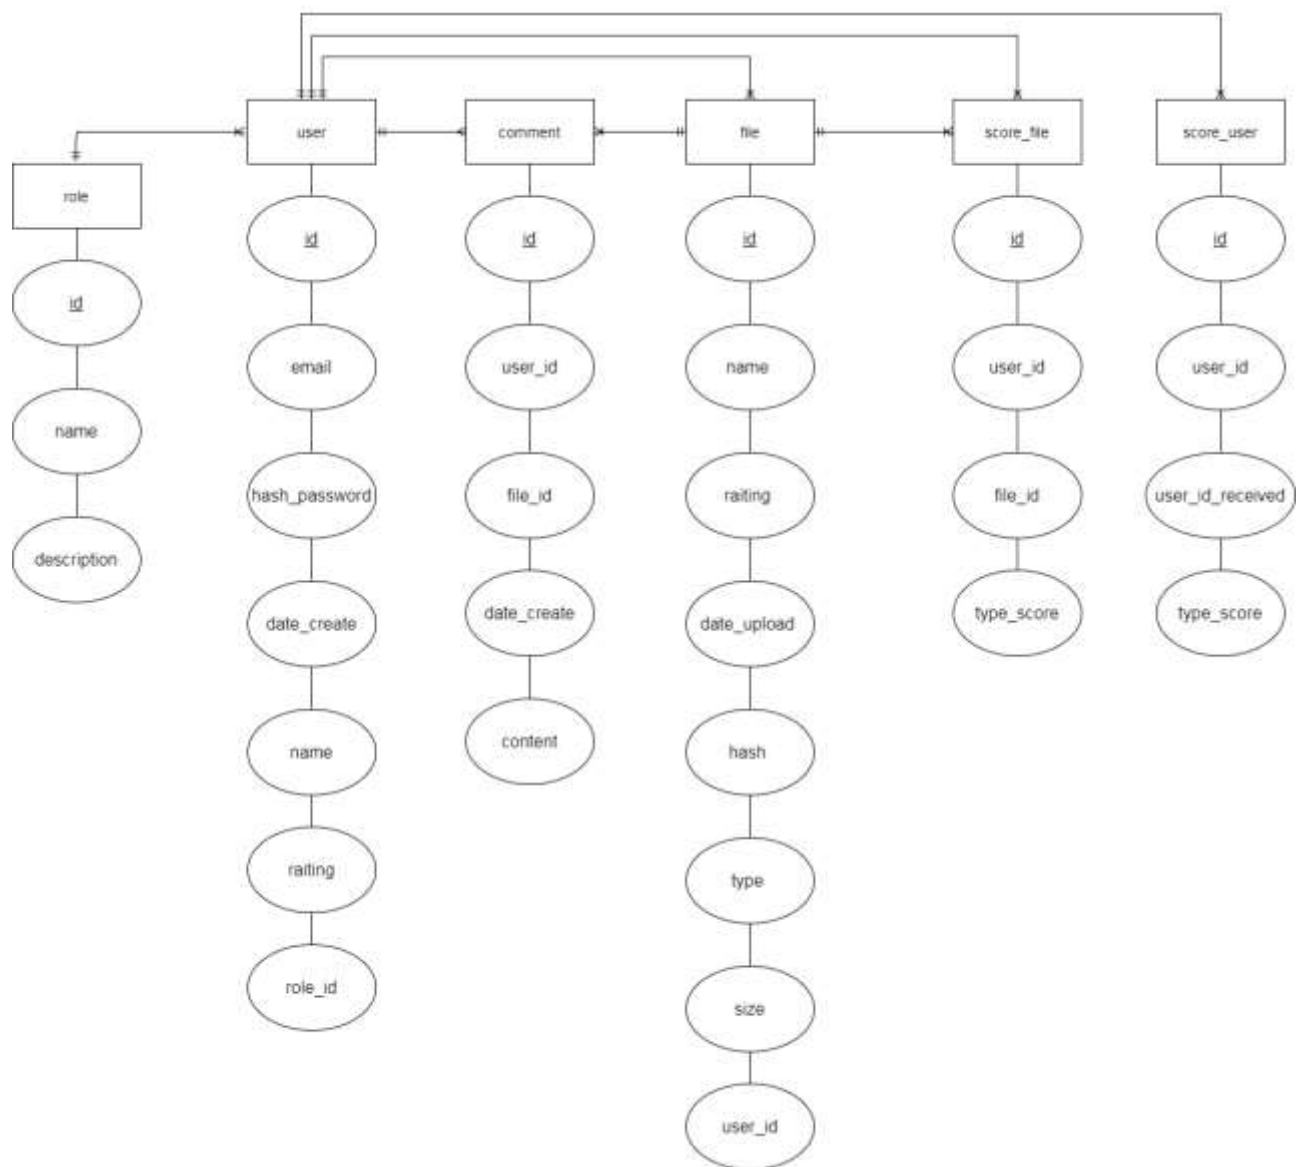 user
comment
file
score_file
score_user
role
id
name
description
id
email
hash_password
date_create
name
raiting
role_id
id
user_id
file_id
date_create
content
id
name
raiting
date_upload
hash
type
size
user_id
id
user_id
file_id
type_score
id
user_id
user_id_received
type_score